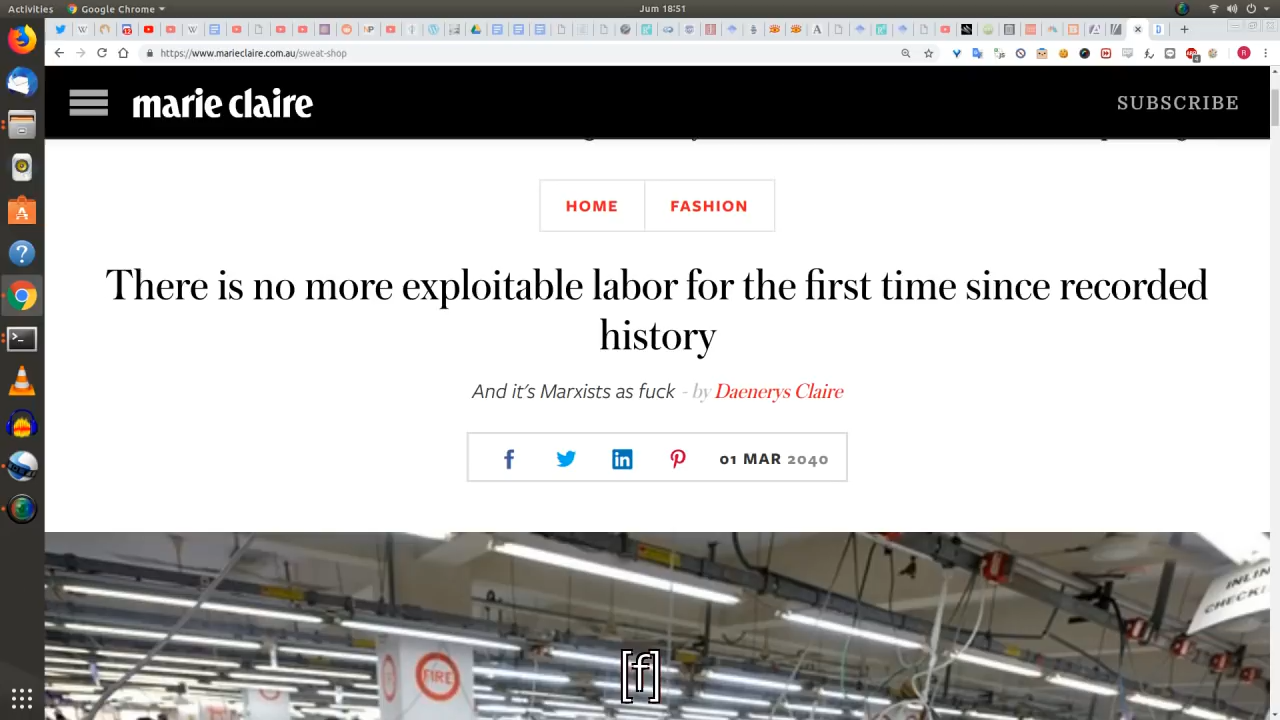 Activities Google Chrome Jum 18:51
https://www.marieclaire.com.au/sweat-shop
marie claire SUBSCRIBE
HOME FASHION
There is no more exploitable labor for the first time since recorded
history
And it's Marxists as fuck - by Daenerys Claire
01 MAR 2040
FIRE
[f]